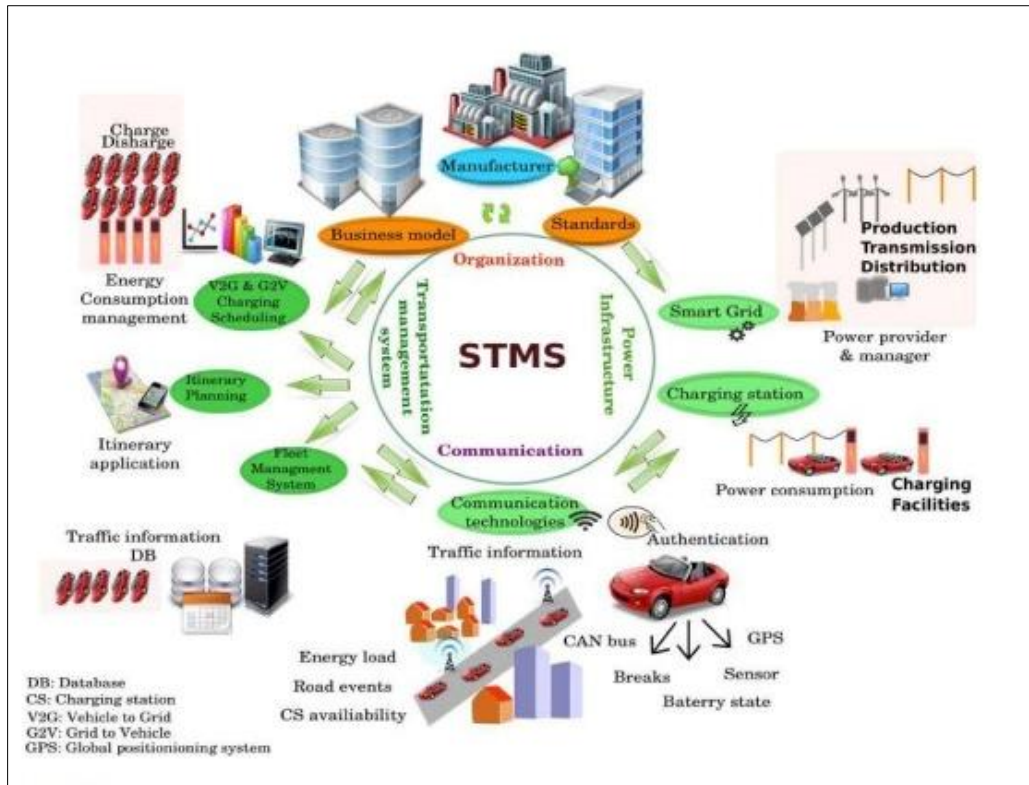 Charge
Disharge
Manufacturer
Business model
Standards
Organization
Production
Transmission
Distribution
Energy
Consumption
management
V2G & G2V
Charging
Scheduling
Transportatation
management
system
STMS
Power
Infrastructure
Smart Grid
Power provider
& manager
Itinerary
Planning
Charging station
Itinerary
application
Fleet
Managment
System
Communication
Power consumption
Charging
Facilities
Communication
technologies
Authentication
Traffic information
DB
Traffic information
CAN bus
GPS
Breaks
Sensor
Baterry state
Energy load
Road events
CS availiability
DB: Database
CS: Charging station
V2G: Vehicle to Grid
G2V: Grid to Vehicle
GPS: Global positionioning system